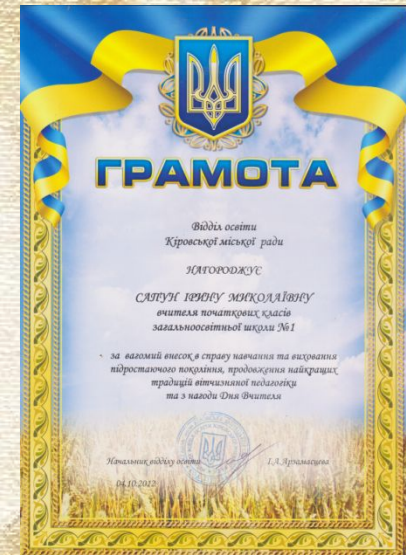 ГРАМОТА
Відділ освіти
Кіровської міської ради
НАГОРОДЖУЄ
САПУН ІРИНУ МИКОЛАЇВНУ
вчителя початкових класів
загальноосвітньої школи №1
- за вагомий внесок в справу навчання та виховання
підростаючого покоління, продовження найкращих
традицій вітчизняної педагогіки
та з нагоди Дня Вчителя
Начальник відділу освіти І.А. Арзамасцева
04.10.2012